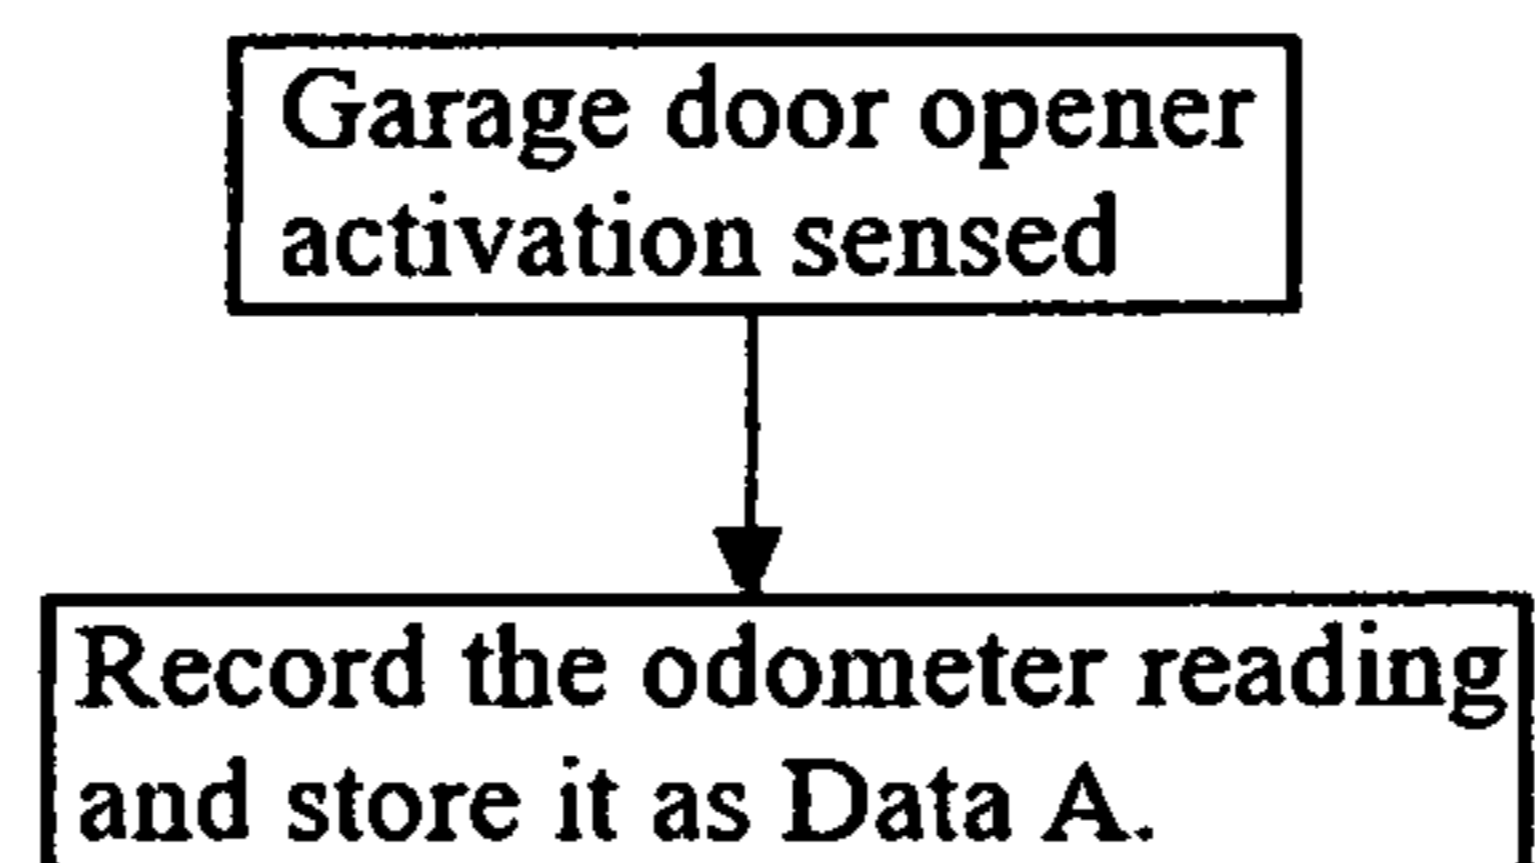 Garage door opener
activation sensed
Record the odometer reading
and store it as Data A.